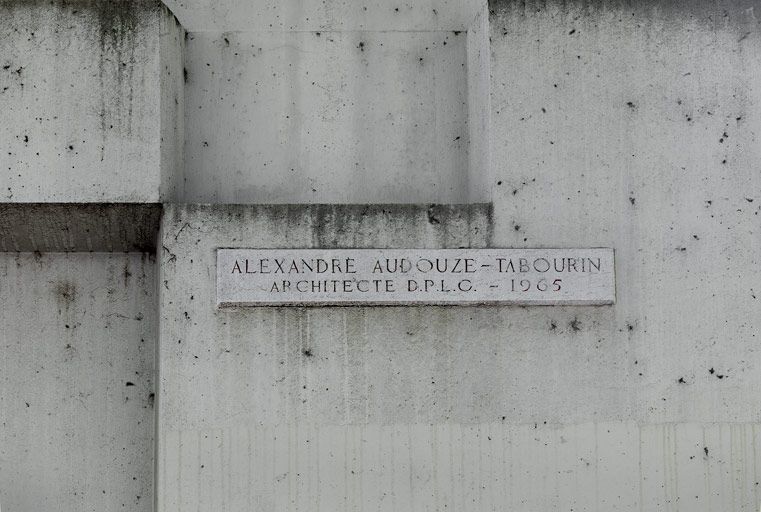 ALEXANDRE AUDOUZE-TABOURIN
ARCHITECTE D.P.L.G. - 1965